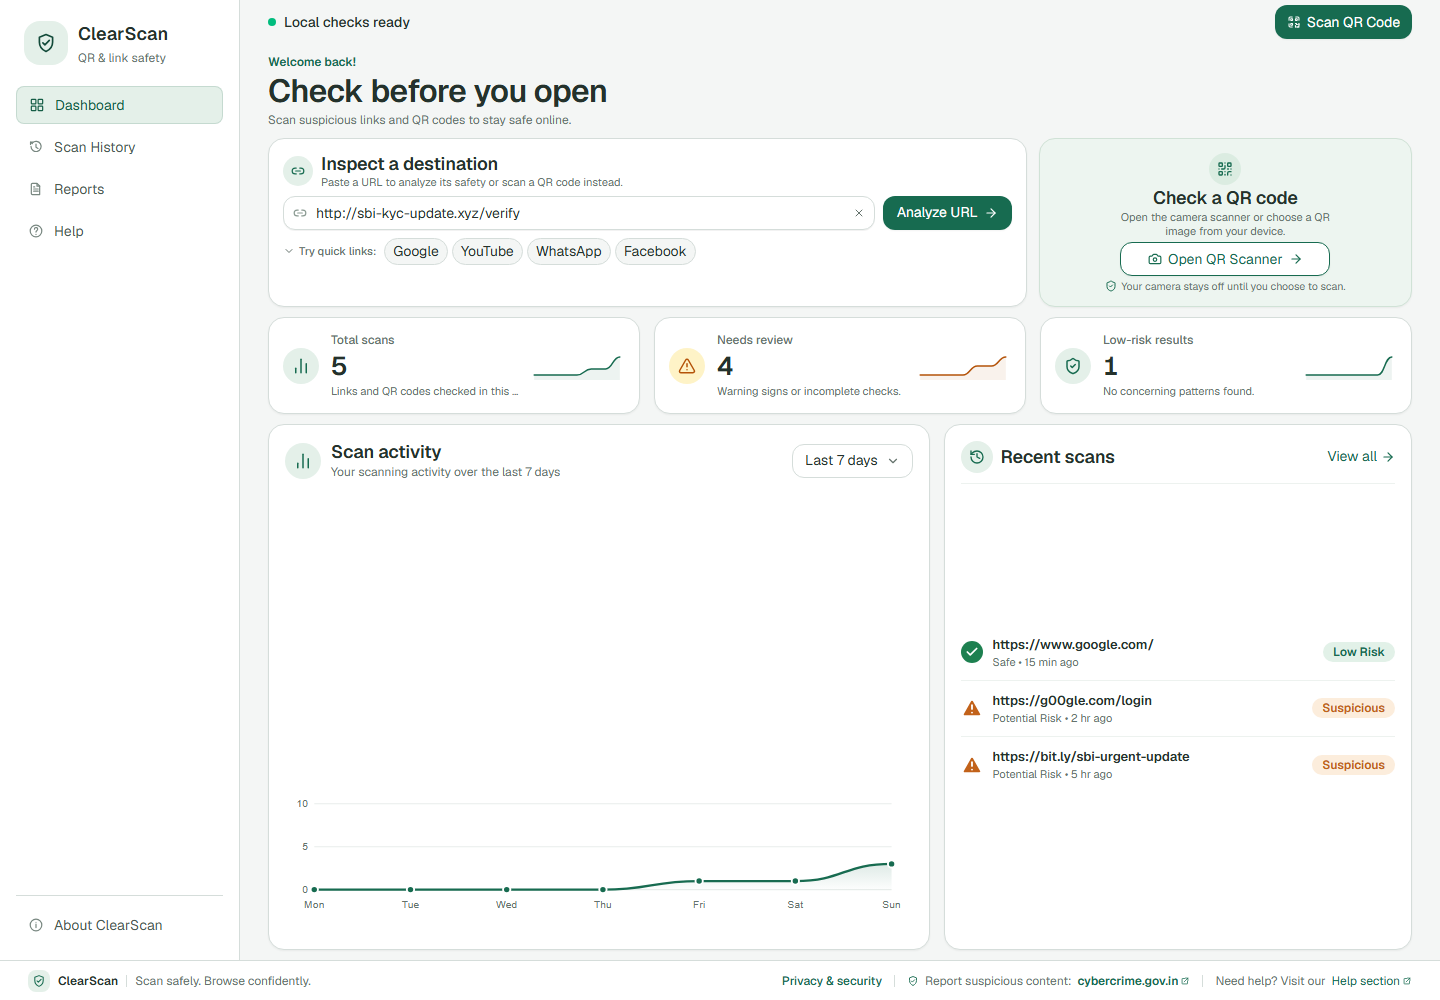 ClearScan
QR & link safety
Dashboard
Scan History
Reports
Help
About ClearScan
Local checks ready
Scan QR Code
Welcome back!
Check before you open
Scan suspicious links and QR codes to stay safe online.
Inspect a destination
Paste a URL to analyze its safety or scan a QR code instead.
http://sbi-kyc-update.xyz/verify
Analyze URL
Try quick links: Google YouTube WhatsApp Facebook
Check a QR code
Open the camera scanner or choose a QR
image from your device.
Open QR Scanner
Your camera stays off until you choose to scan.
Total scans
5
Links and QR codes checked in this ...
Needs review
4
Warning signs or incomplete checks.
Low-risk results
1
No concerning patterns found.
Scan activity
Your scanning activity over the last 7 days
Last 7 days
10
5
0
Mon Tue Wed Thu Fri Sat Sun
Recent scans
View all
https://www.google.com/
Safe • 15 min ago
Low Risk
https://g00gle.com/login
Potential Risk • 2 hr ago
Suspicious
https://bit.ly/sbi-urgent-update
Potential Risk • 5 hr ago
Suspicious
ClearScan
Scan safely. Browse confidently.
Privacy & security
Report suspicious content: cybercrime.gov.in
Need help? Visit our Help section